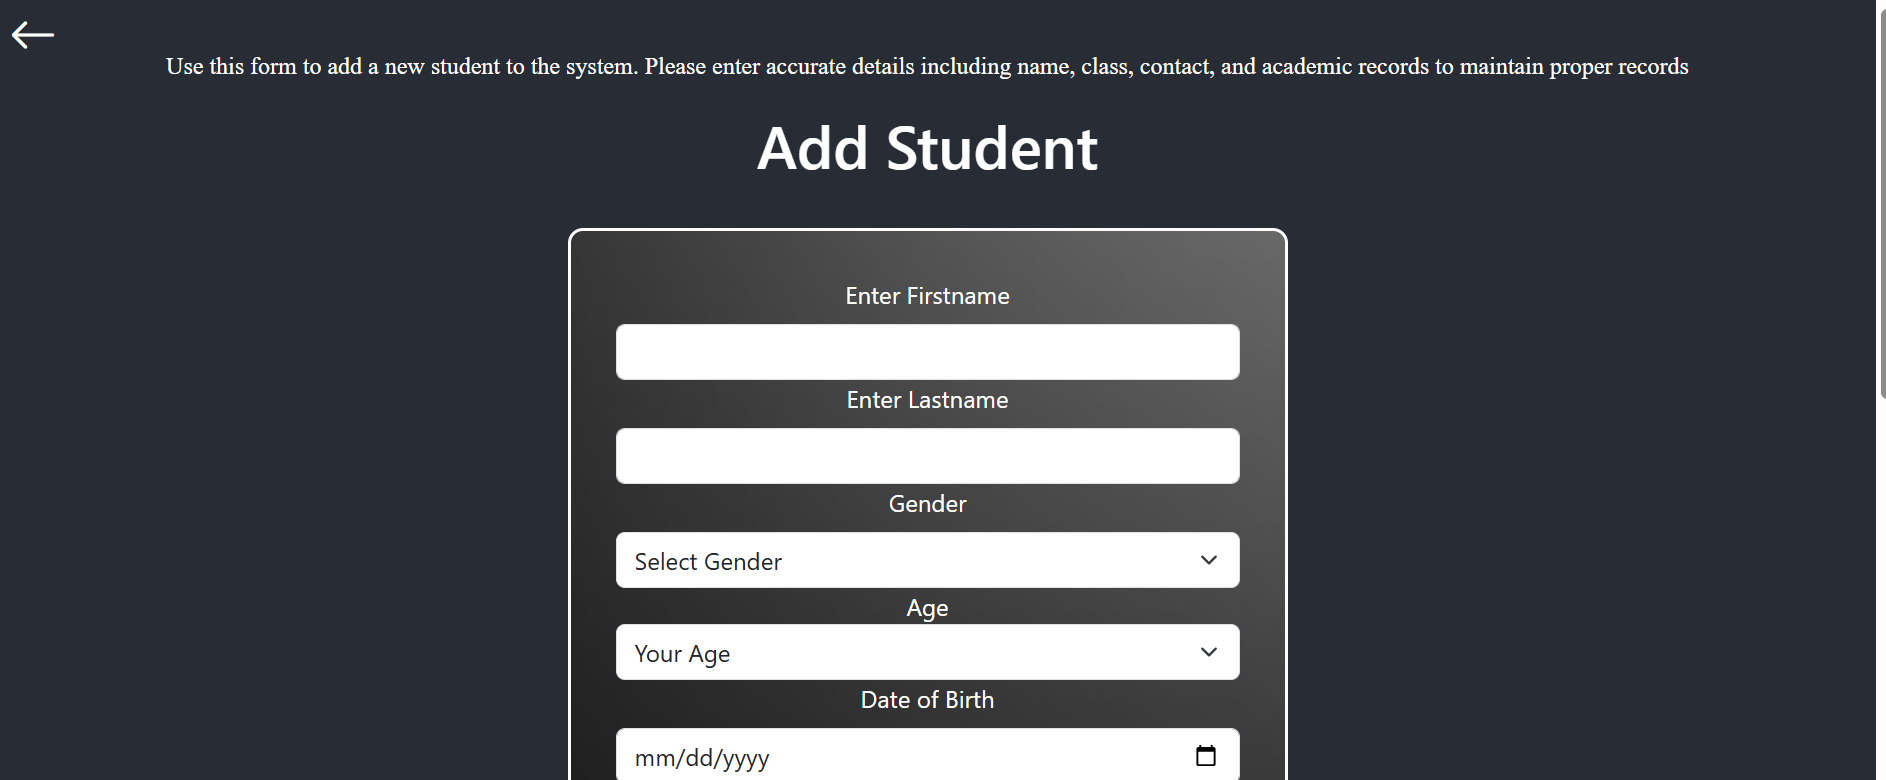 Use this form to add a new student to the system. Please enter accurate details including name, class, contact, and academic records to maintain proper records
Add Student
Enter Firstname
Enter Lastname
Gender
Select Gender
Age
Your Age
Date of Birth
mm/dd/yyyy